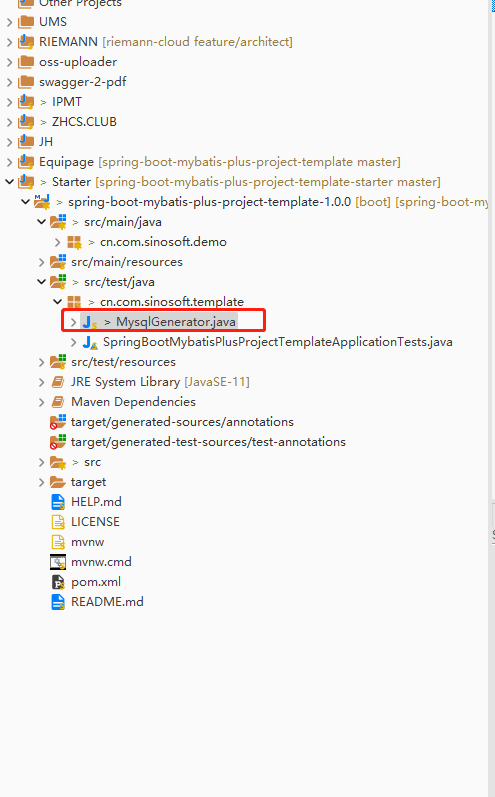 Other Projects
UMS
RIEMANN [riemann-cloud feature/architect]
oss-uploader
swagger-2-pdf
> IPMT
> ZHCS.CLUB
JH
Equipage [spring-boot-mybatis-plus-project-template master]
> Starter [spring-boot-mybatis-plus-project-template-starter master]
> spring-boot-mybatis-plus-project-template-1.0.0 [boot] [spring-boot-my
> src/main/java
> cn.com.sinosoft.demo
src/main/resources
> src/test/java
> cn.com.sinosoft.template
> MysqlGenerator.java
SpringBootMybatisPlusProjectTemplateApplicationTests.java
src/test/resources
JRE System Library [JavaSE-11]
Maven Dependencies
target/generated-sources/annotations
target/generated-test-sources/test-annotations
> src
target
HELP.md
LICENSE
mvnw
mvnw.cmd
pom.xml
README.md